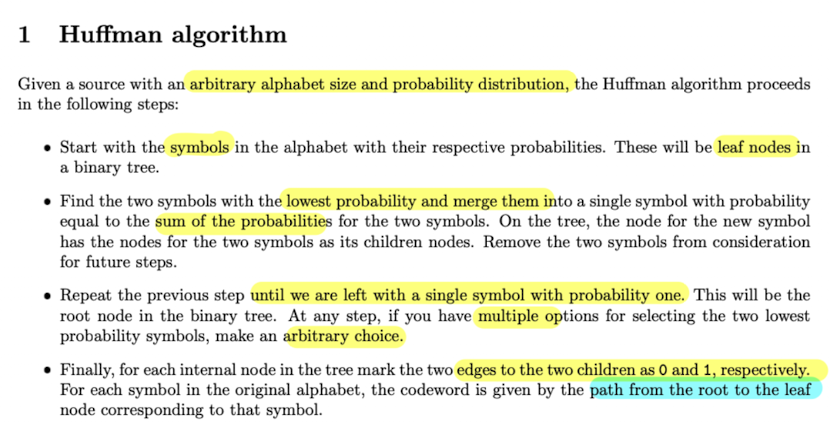 1 Huffman algorithm
Given a source with an arbitrary alphabet size and probability distribution, the Huffman algorithm proceeds
in the following steps:
• Start with the symbols in the alphabet with their respective probabilities. These will be leaf nodes in
a binary tree.
• Find the two symbols with the lowest probability and merge them into a single symbol with probability
equal to the sum of the probabilities for the two symbols. On the tree, the node for the new symbol
has the nodes for the two symbols as its children nodes. Remove the two symbols from consideration
for future steps.
• Repeat the previous step until we are left with a single symbol with probability one. This will be the
root node in the binary tree. At any step, if you have multiple options for selecting the two lowest
probability symbols, make an arbitrary choice.
• Finally, for each internal node in the tree mark the two edges to the two children as 0 and 1, respectively.
For each symbol in the original alphabet, the codeword is given by the path from the root to the leaf
node corresponding to that symbol.